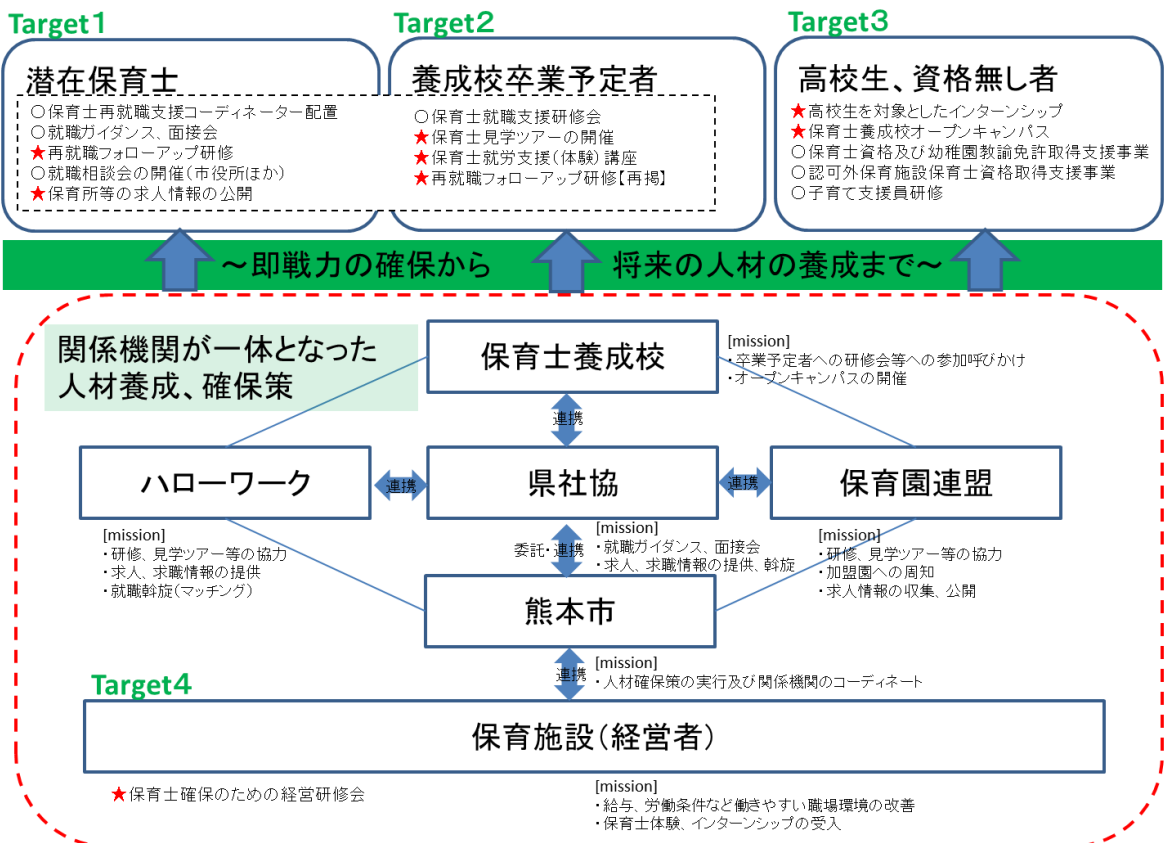 Target1
潜在保育士
○保育士再就職支援コーディネーター配置
○就職ガイダンス、面接会
★再就職フォローアップ研修
○就職相談会の開催(市役所ほか)
★保育所等の求人情報の公開
Target2
養成校卒業予定者
○保育士就職支援研修会
★保育士見学ツアーの開催
★保育士就労支援(体験)講座
★再就職フォローアップ研修【再掲】
Target3
高校生、資格無し者
★高校生を対象としたインターンシップ
★保育士養成校オープンキャンパス
○保育士資格及び幼稚園教諭免許取得支援事業
○認可外保育施設保育士資格取得支援事業
○子育て支援員研修
～即戦力の確保から 将来の人材の養成まで～
関係機関が一体となった
人材養成、確保策
保育士養成校
[mission]
・卒業予定者への研修会等への参加呼びかけ
・オープンキャンパスの開催
連携
ハローワーク
連携
県社協
連携
保育園連盟
[mission]
・研修、見学ツアー等の協力
・求人、求職情報の提供
・就職斡旋(マッチング)
委託・連携
[mission]
・就職ガイダンス、面接会
・求人、求職情報の提供、斡旋
[mission]
・研修、見学ツアー等の協力
・加盟園への周知
・求人情報の収集、公開
熊本市
連携
[mission]
・人材確保策の実行及び関係機関のコーディネート
Target4
保育施設(経営者)
★保育士確保のための経営研修会
[mission]
・給与、労働条件など働きやすい職場環境の改善
・保育士体験、インターンシップの受入